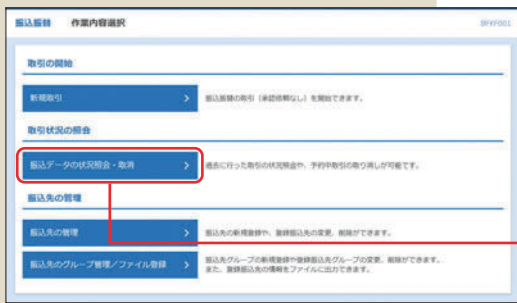 振込振替 作業内容選択 BFKF001
取引の開始
新規取引 振込振替の取引（承認依頼なし）を開始できます。
取引状況の照会
振込データの状況照会・取消 過去に行った取引の状況照会や、予約中取引の取り消しが可能です。
振込先の管理
振込先の管理 振込先の新規登録や、登録振込先の変更、削除ができます。
振込先のグループ管理／ファイル登録 振込先グループの新規登録や登録振込先グループの変更、削除ができます。
また、登録振込先の情報をファイルに出力できます。